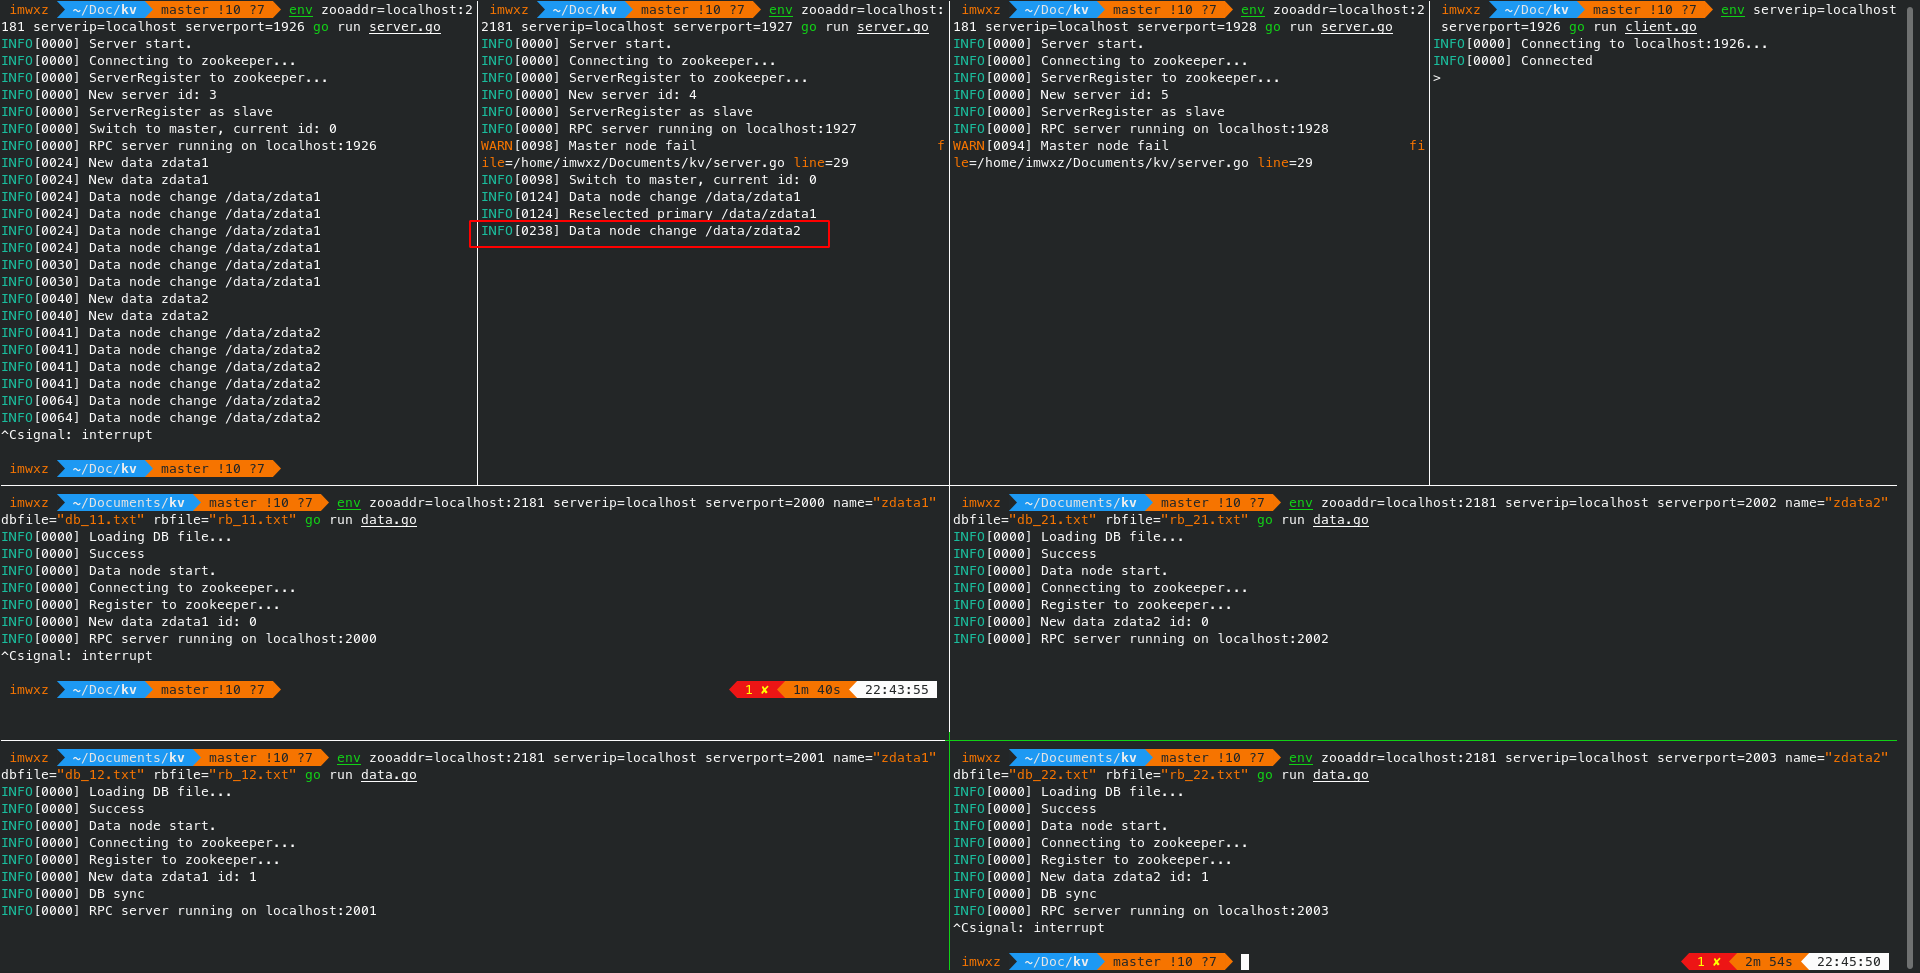 imwxz ~/Doc/kv master !10 ?7 env zooaddr=localhost:2
181 serverip=localhost serverport=1926 go run server.go
INFO[0000] Server start.
INFO[0000] Connecting to zookeeper...
INFO[0000] ServerRegister to zookeeper...
INFO[0000] New server id: 3
INFO[0000] ServerRegister as slave
INFO[0000] Switch to master, current id: 0
INFO[0000] RPC server running on localhost:1926
INFO[0024] New data zdata1
INFO[0024] New data zdata1
INFO[0024] Data node change /data/zdata1
INFO[0024] Data node change /data/zdata1
INFO[0024] Data node change /data/zdata1
INFO[0024] Data node change /data/zdata1
INFO[0030] Data node change /data/zdata1
INFO[0030] Data node change /data/zdata1
INFO[0040] New data zdata2
INFO[0040] New data zdata2
INFO[0041] Data node change /data/zdata2
INFO[0041] Data node change /data/zdata2
INFO[0041] Data node change /data/zdata2
INFO[0041] Data node change /data/zdata2
INFO[0064] Data node change /data/zdata2
INFO[0064] Data node change /data/zdata2
^Csignal: interrupt
imwxz ~/Doc/kv master !10 ?7
imwxz ~/Doc/kv master !10 ?7 env zooaddr=localhost:
2181 serverip=localhost serverport=1927 go run server.go
INFO[0000] Server start.
INFO[0000] Connecting to zookeeper...
INFO[0000] ServerRegister to zookeeper...
INFO[0000] New server id: 4
INFO[0000] ServerRegister as slave
INFO[0000] RPC server running on localhost:1927
WARN[0098] Master node fail f
ile=/home/imwxz/Documents/kv/server.go line=29
INFO[0098] Switch to master, current id: 0
INFO[0124] Data node change /data/zdata1
INFO[0124] Reselected primary /data/zdata1
INFO[0238] Data node change /data/zdata2
imwxz ~/Doc/kv master !10 ?7 env zooaddr=localhost:2
181 serverip=localhost serverport=1928 go run server.go
INFO[0000] Server start.
INFO[0000] Connecting to zookeeper...
INFO[0000] ServerRegister to zookeeper...
INFO[0000] New server id: 5
INFO[0000] ServerRegister as slave
INFO[0000] RPC server running on localhost:1928
WARN[0094] Master node fail fi
le=/home/imwxz/Documents/kv/server.go line=29
imwxz ~/Doc/kv master !10 ?7 env serverip=localhost
serverport=1926 go run client.go
INFO[0000] Connecting to localhost:1926...
INFO[0000] Connected
>
imwxz ~/Documents/kv master !10 ?7 env zooaddr=localhost:2181 serverip=localhost serverport=2000 name="zdata1"
dbfile="db_11.txt" rbfile="rb_11.txt" go run data.go
INFO[0000] Loading DB file...
INFO[0000] Success
INFO[0000] Data node start.
INFO[0000] Connecting to zookeeper...
INFO[0000] Register to zookeeper...
INFO[0000] New data zdata1 id: 0
INFO[0000] RPC server running on localhost:2000
^Csignal: interrupt
imwxz ~/Doc/kv master !10 ?7 1 ✘ 1m 40s 22:43:55
imwxz ~/Documents/kv master !10 ?7 env zooaddr=localhost:2181 serverip=localhost serverport=2002 name="zdata2"
dbfile="db_21.txt" rbfile="rb_21.txt" go run data.go
INFO[0000] Loading DB file...
INFO[0000] Success
INFO[0000] Data node start.
INFO[0000] Connecting to zookeeper...
INFO[0000] Register to zookeeper...
INFO[0000] New data zdata2 id: 0
INFO[0000] RPC server running on localhost:2002
imwxz ~/Documents/kv master !10 ?7 env zooaddr=localhost:2181 serverip=localhost serverport=2001 name="zdata1"
dbfile="db_12.txt" rbfile="rb_12.txt" go run data.go
INFO[0000] Loading DB file...
INFO[0000] Success
INFO[0000] Data node start.
INFO[0000] Connecting to zookeeper...
INFO[0000] Register to zookeeper...
INFO[0000] New data zdata1 id: 1
INFO[0000] DB sync
INFO[0000] RPC server running on localhost:2001
imwxz ~/Documents/kv master !10 ?7 env zooaddr=localhost:2181 serverip=localhost serverport=2003 name="zdata2"
dbfile="db_22.txt" rbfile="rb_22.txt" go run data.go
INFO[0000] Loading DB file...
INFO[0000] Success
INFO[0000] Data node start.
INFO[0000] Connecting to zookeeper...
INFO[0000] Register to zookeeper...
INFO[0000] New data zdata2 id: 1
INFO[0000] DB sync
INFO[0000] RPC server running on localhost:2003
^Csignal: interrupt
imwxz ~/Doc/kv master !10 ?7 1 ✘ 2m 54s 22:45:50